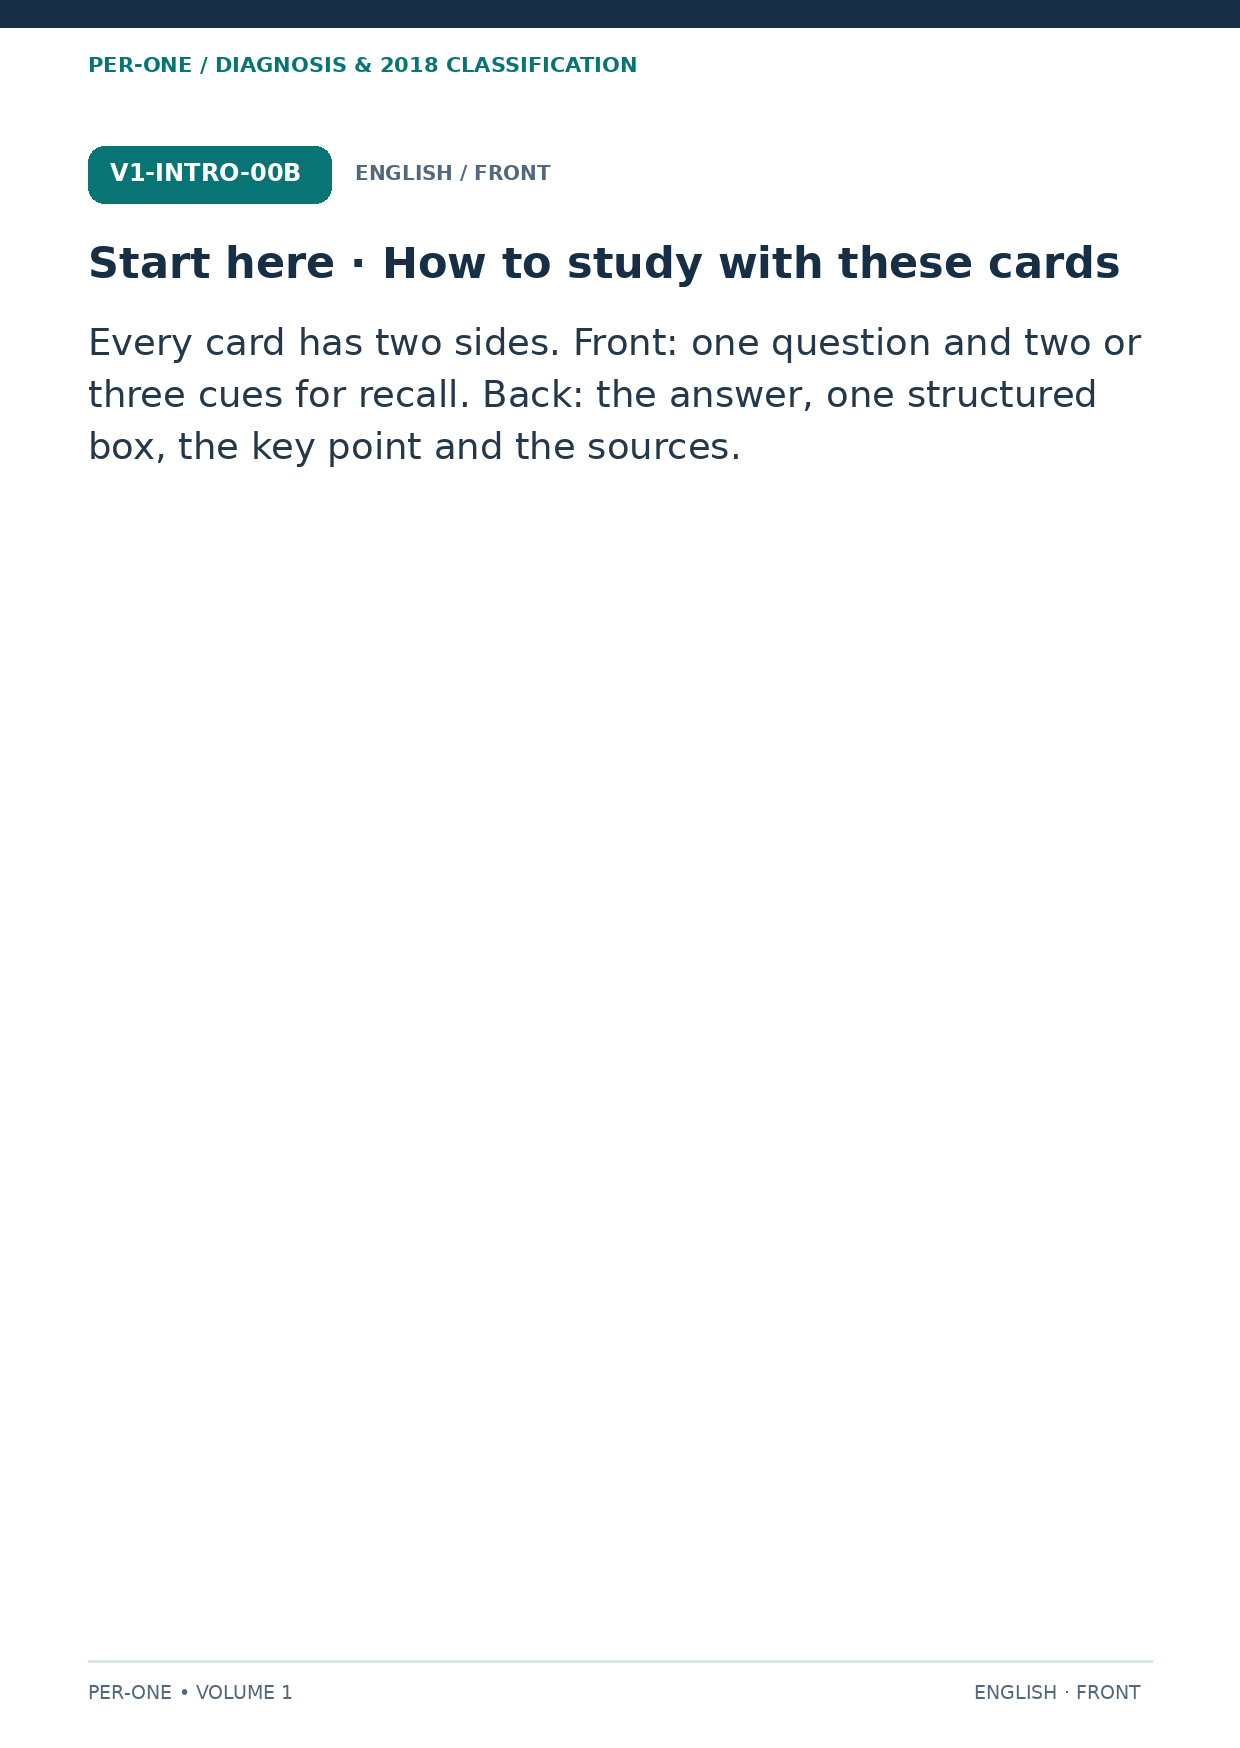 PER-ONE / DIAGNOSIS & 2018 CLASSIFICATION
V1-INTRO-00B
ENGLISH / FRONT
Start here · How to study with these cards
Every card has two sides. Front: one question and two or
three cues for recall. Back: the answer, one structured
box, the key point and the sources.
PER-ONE • VOLUME 1
ENGLISH · FRONT